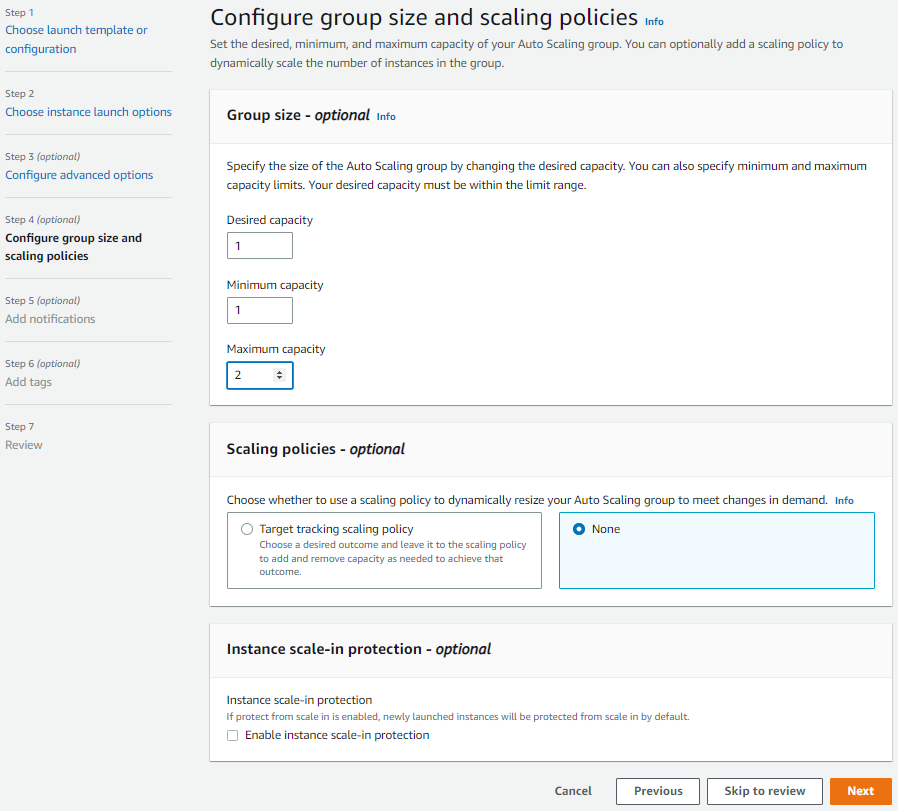 Step 1
Choose launch template or
configuration
Step 2
Choose instance launch options
Step 3 (optional)
Configure advanced options
Step 4 (optional)
Configure group size and
scaling policies
Step 5 (optional)
Add notifications
Step 6 (optional)
Add tags
Step 7
Review
Configure group size and scaling policies Info
Set the desired, minimum, and maximum capacity of your Auto Scaling group. You can optionally add a scaling policy to
dynamically scale the number of instances in the group.
Group size - optional Info
Specify the size of the Auto Scaling group by changing the desired capacity. You can also specify minimum and maximum
capacity limits. Your desired capacity must be within the limit range.
Desired capacity
1
Minimum capacity
1
Maximum capacity
2
Scaling policies - optional
Choose whether to use a scaling policy to dynamically resize your Auto Scaling group to meet changes in demand. Info
Target tracking scaling policy
Choose a desired outcome and leave it to the scaling policy
to add and remove capacity as needed to achieve that
outcome.
None
Instance scale-in protection - optional
Instance scale-in protection
If protect from scale in is enabled, newly launched instances will be protected from scale in by default.
Enable instance scale-in protection
Cancel Previous Skip to review Next